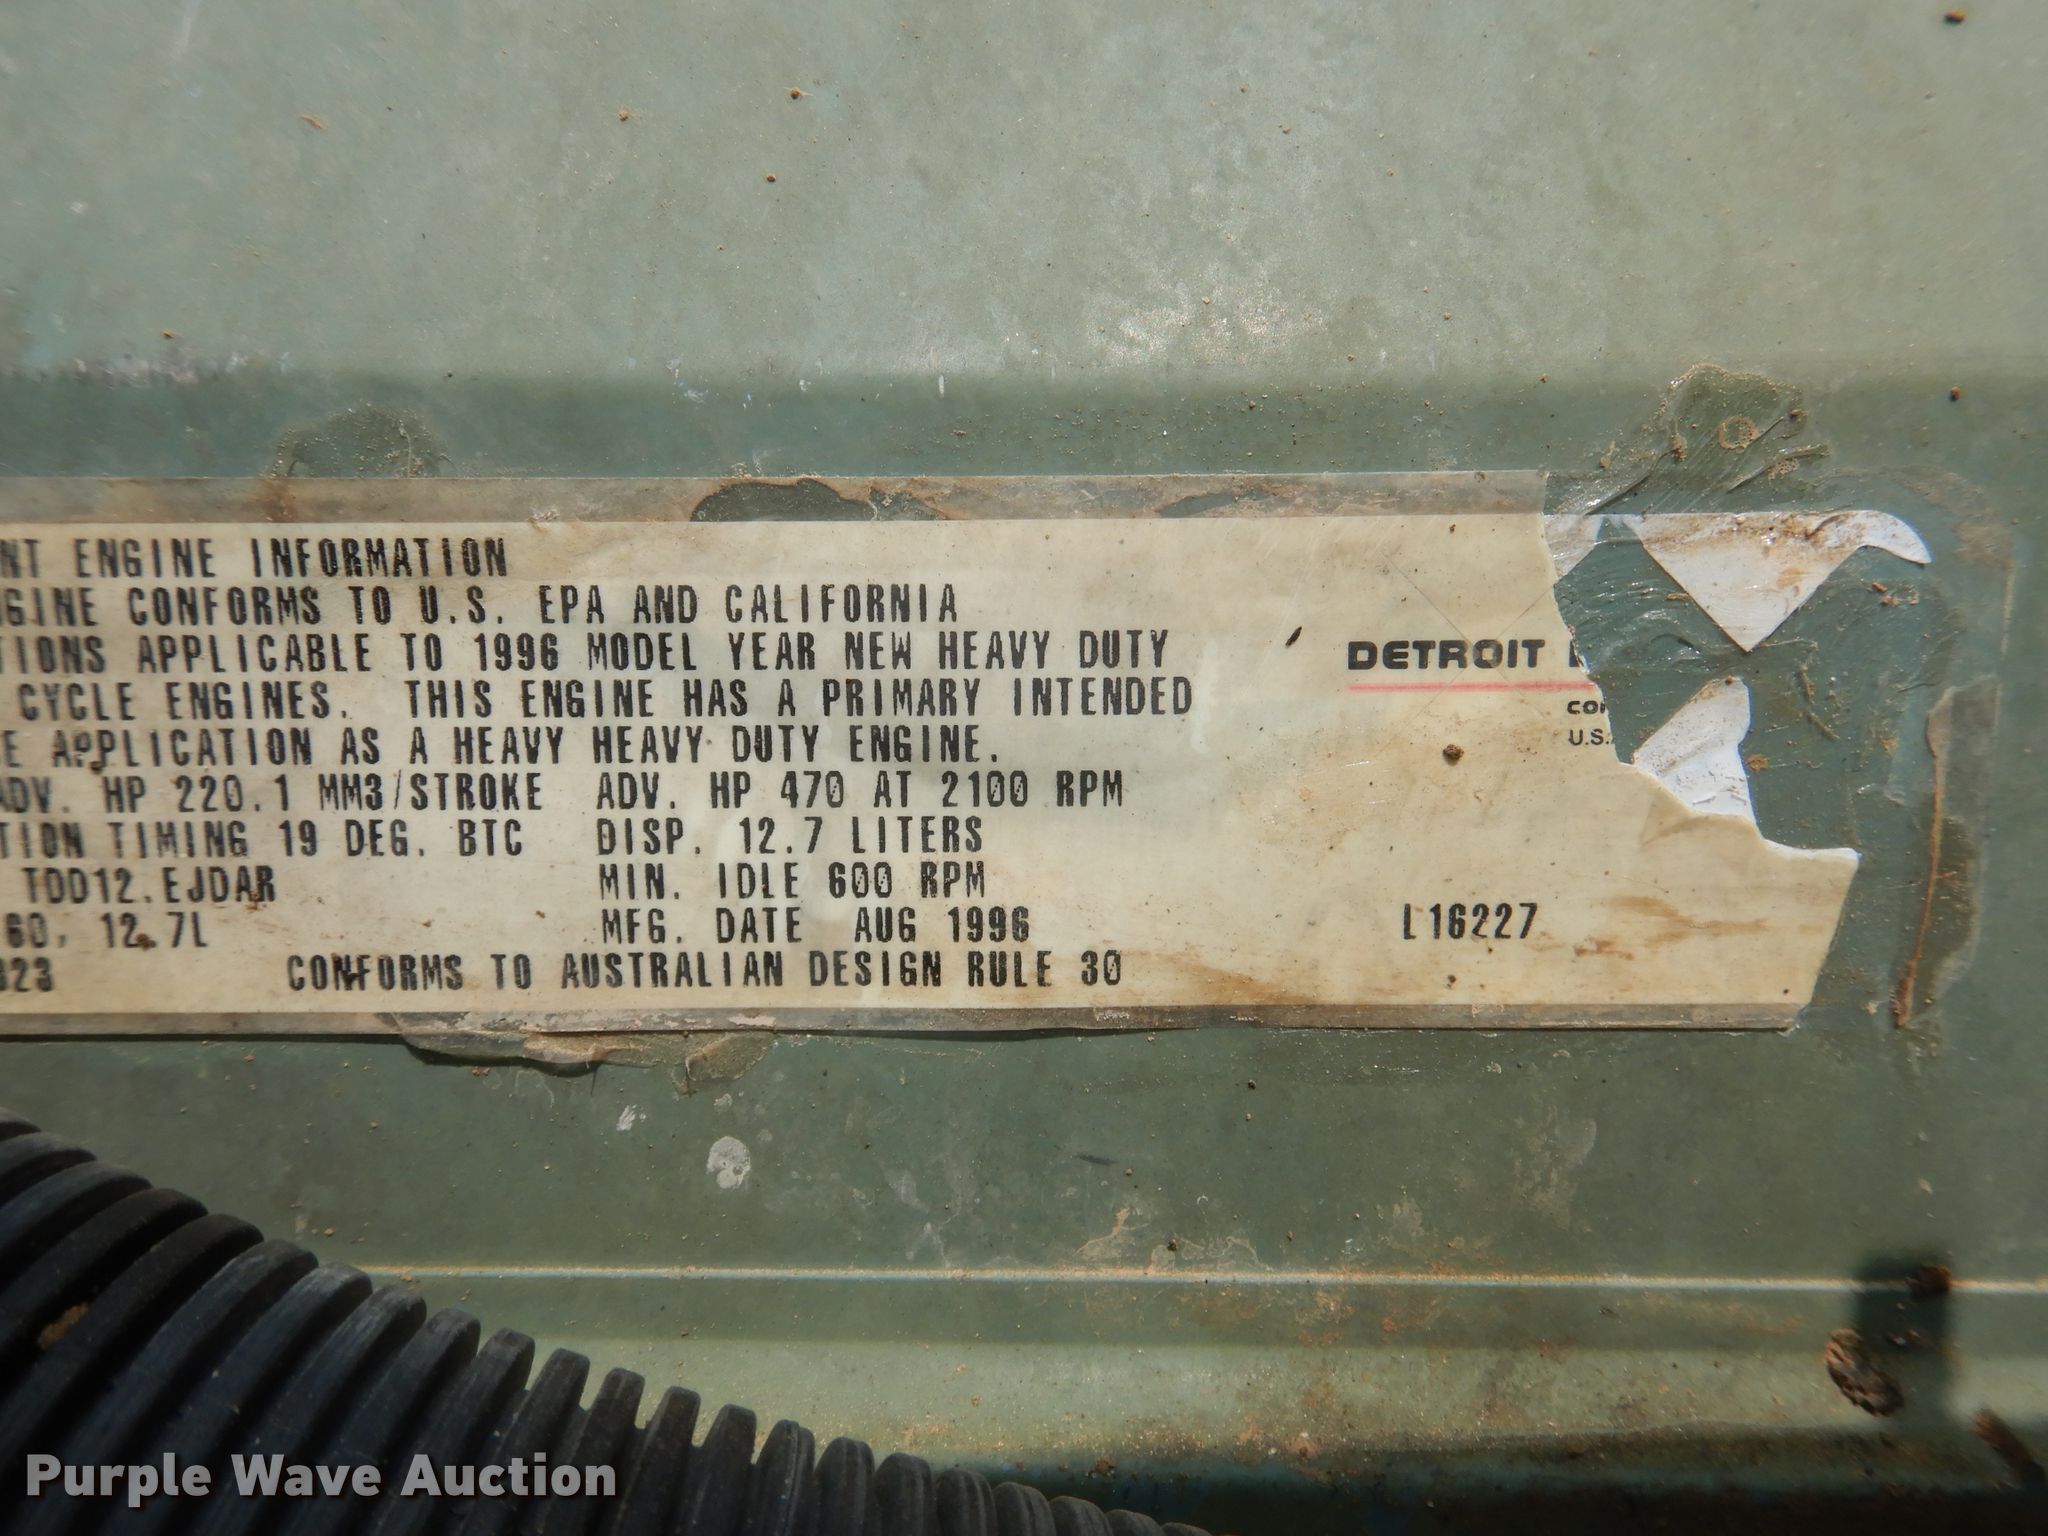 NT ENGINE INFORMATION
GINE CONFORMS TO U.S. EPA AND CALIFORNIA
TIONS APPLICABLE TO 1996 MODEL YEAR NEW HEAVY DUTY
CYCLE ENGINES. THIS ENGINE HAS A PRIMARY INTENDED
E APPLICATION AS A HEAVY HEAVY DUTY ENGINE.
ADV. HP 220.1 MM3/STROKE ADV. HP 470 AT 2100 RPM
TION TIMING 19 DEG. BTC DISP. 12.7 LITERS
TDD12.EJDAR MIN. IDLE 600 RPM
60, 12.7L MFG. DATE AUG 1996
323 CONFORMS TO AUSTRALIAN DESIGN RULE 30
DETROIT
U.S.
L16227
Purple Wave Auction